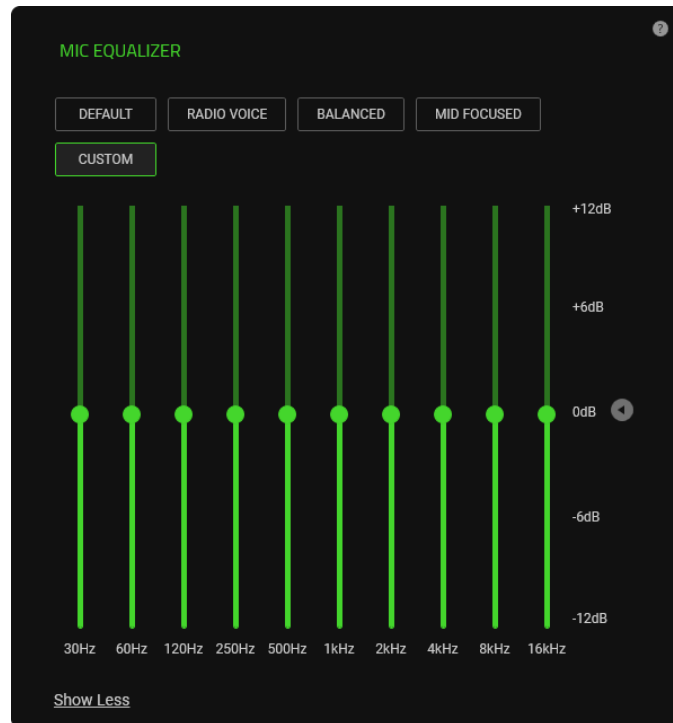 ?
MIC EQUALIZER
DEFAULT RADIO VOICE BALANCED MID FOCUSED
CUSTOM
+12dB
+6dB
0dB
-6dB
-12dB
30Hz 60Hz 120Hz 250Hz 500Hz 1kHz 2kHz 4kHz 8kHz 16kHz
Show Less